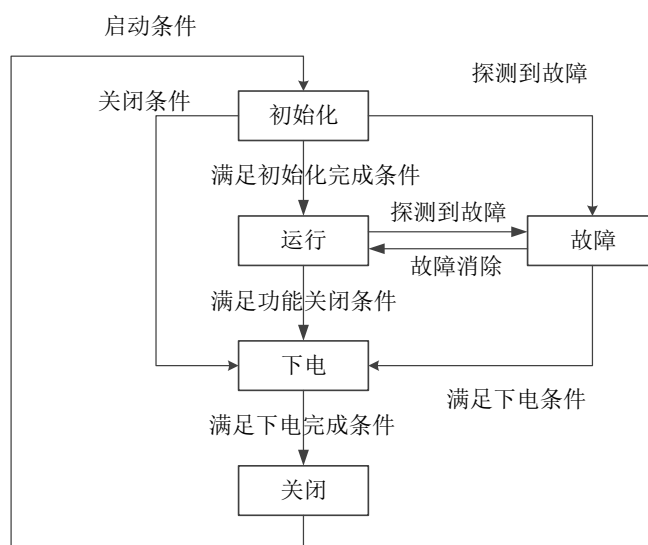 启动条件
探测到故障
关闭条件
初始化
满足初始化完成条件
探测到故障
运行
故障
故障消除
满足功能关闭条件
下电
满足下电条件
满足下电完成条件
关闭